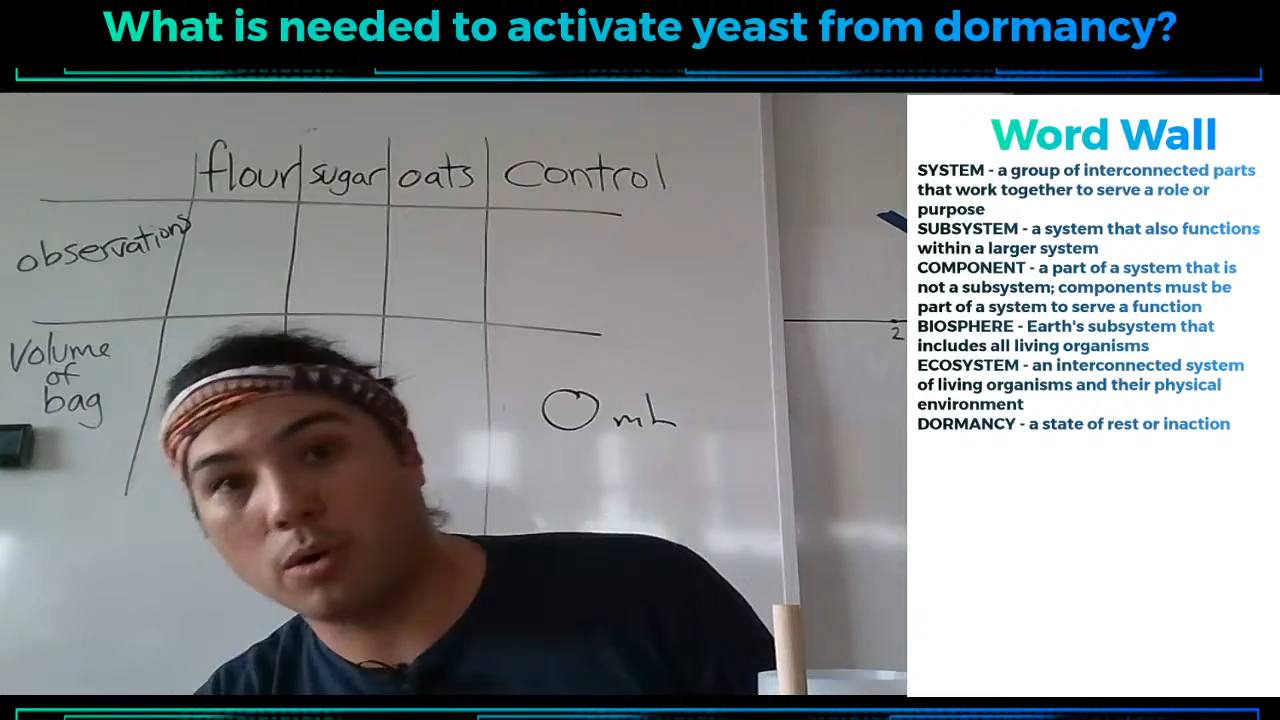 What is needed to activate yeast from dormancy?
flour sugar oats Control
observations
Volume
of
bag
0 mL
2
Word Wall
SYSTEM - a group of interconnected parts
that work together to serve a role or
purpose
SUBSYSTEM - a system that also functions
within a larger system
COMPONENT - a part of a system that is
not a subsystem; components must be
part of a system to serve a function
BIOSPHERE - Earth's subsystem that
includes all living organisms
ECOSYSTEM - an interconnected system
of living organisms and their physical
environment
DORMANCY - a state of rest or inaction